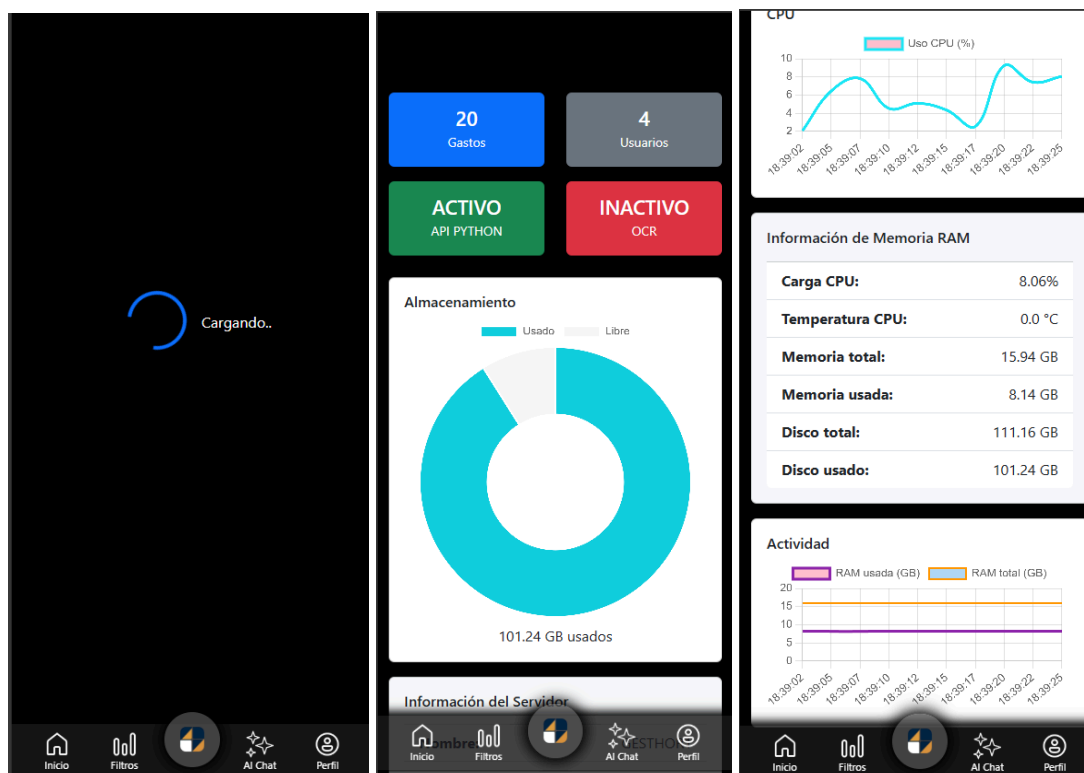 Cargando..
Inicio
Filtros
AI Chat
Perfil
20
Gastos
4
Usuarios
ACTIVO
API PYTHON
INACTIVO
OCR
Almacenamiento
Usado Libre
101.24 GB usados
Información del Servidor
Inicio
Filtros
AI Chat
Perfil
CPU
Uso CPU (%)
10
8
6
4
2
18:39:02 18:39:05 18:39:07 18:39:10 18:39:12 18:39:15 18:39:17 18:39:20 18:39:22 18:39:25
Información de Memoria RAM
Carga CPU: 8.06%
Temperatura CPU: 0.0 °C
Memoria total: 15.94 GB
Memoria usada: 8.14 GB
Disco total: 111.16 GB
Disco usado: 101.24 GB
Actividad
RAM usada (GB) RAM total (GB)
20
15
10
5
0
18:39:02 18:39:05 18:39:07 18:39:10 18:39:12 18:39:15 18:39:17 18:39:20 18:39:22 18:39:25
Inicio
Filtros
AI Chat
Perfil